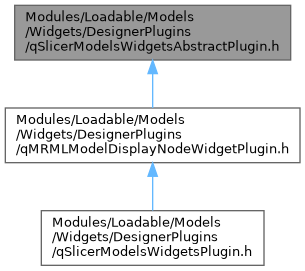 Modules/Loadable/Models
/Widgets/DesignerPlugins
/qSlicerModelsWidgetsAbstractPlugin.h
Modules/Loadable/Models
/Widgets/DesignerPlugins
/qMRMLModelDisplayNodeWidgetPlugin.h
Modules/Loadable/Models
/Widgets/DesignerPlugins
/qSlicerModelsWidgetsPlugin.h